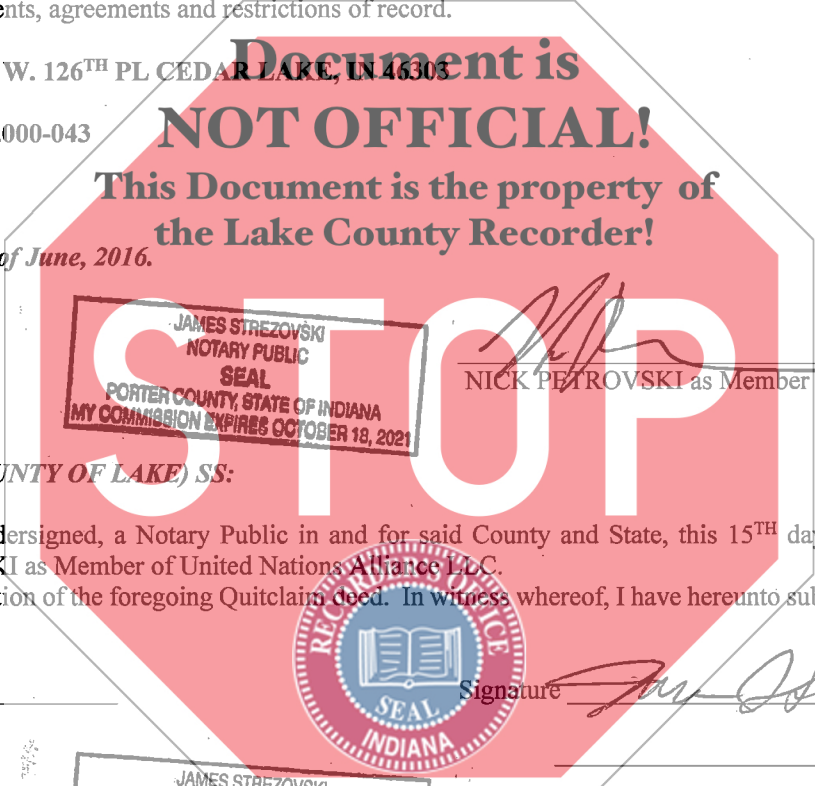 nts, agreements and restrictions of record.
Document is
W. 126TH PL CEDAR LAKE, IN 46303
NOT OFFICIAL!
000-043
This Document is the property of
the Lake County Recorder!
of June, 2016.
STOP
JAMES STREZOVSKI
NOTARY PUBLIC
SEAL
PORTER COUNTY, STATE OF INDIANA
MY COMMISSION EXPIRES OCTOBER 18, 2021
NICK PETROVSKI as Member
NTY OF LAKE) SS:
dersigned, a Notary Public in and for said County and State, this 15TH day
KI as Member of United Nations Alliance LLC.
tion of the foregoing Quitclaim deed. In witness whereof, I have hereunto sub
RECORDER'S OFFICE
SEAL
INDIANA
Signature
JAMES STREZOVSKI